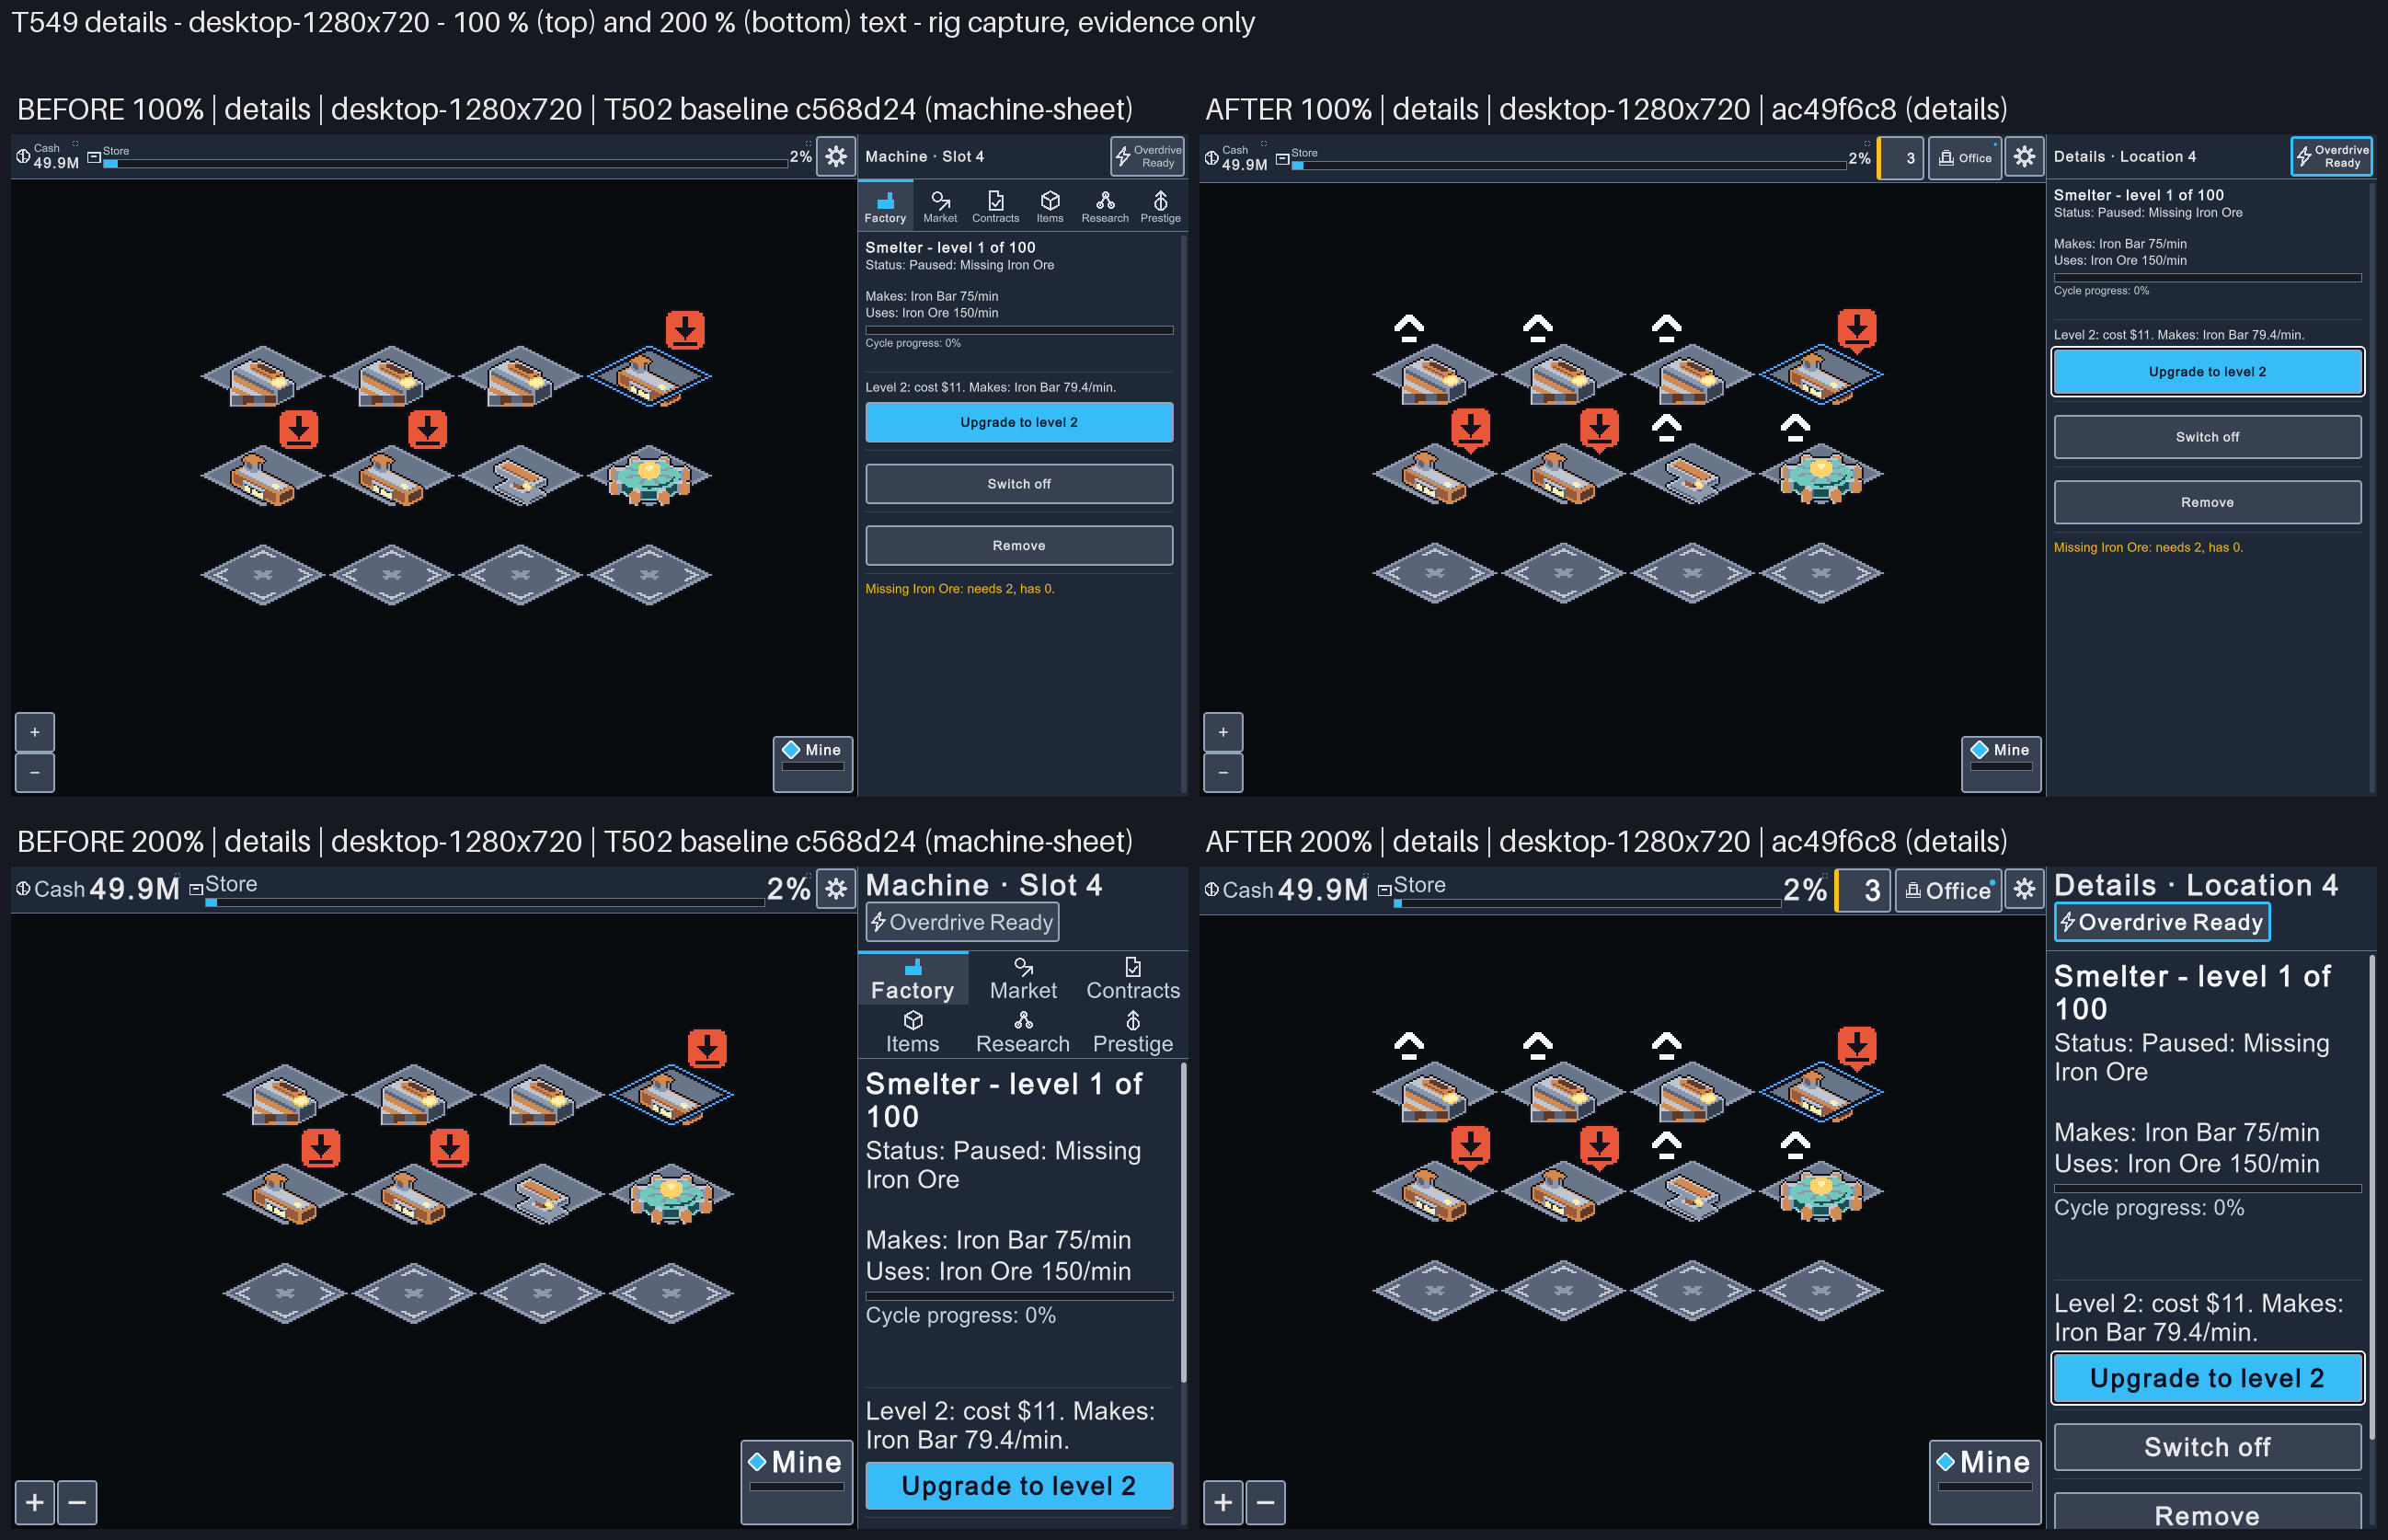 T549 details - desktop-1280x720 - 100 % (top) and 200 % (bottom) text - rig capture, evidence only
BEFORE 100% | details | desktop-1280x720 | T502 baseline c568d24 (machine-sheet)
Cash
49.9M
Store
2%
Machine · Slot 4
Overdrive
Ready
Factory
Market
Contracts
Items
Research
Prestige
Smelter - level 1 of 100
Status: Paused: Missing Iron Ore
Makes: Iron Bar 75/min
Uses: Iron Ore 150/min
Cycle progress: 0%
Level 2: cost $11. Makes: Iron Bar 79.4/min.
Upgrade to level 2
Switch off
Remove
Missing Iron Ore: needs 2, has 0.
+
−
Mine
AFTER 100% | details | desktop-1280x720 | ac49f6c8 (details)
Cash
49.9M
Store
2%
3
Office
Details · Location 4
Overdrive
Ready
Smelter - level 1 of 100
Status: Paused: Missing Iron Ore
Makes: Iron Bar 75/min
Uses: Iron Ore 150/min
Cycle progress: 0%
Level 2: cost $11. Makes: Iron Bar 79.4/min.
Upgrade to level 2
Switch off
Remove
Missing Iron Ore: needs 2, has 0.
+
−
Mine
BEFORE 200% | details | desktop-1280x720 | T502 baseline c568d24 (machine-sheet)
Cash 49.9M
Store
2%
Machine · Slot 4
Overdrive Ready
Factory
Market
Contracts
Items
Research
Prestige
Smelter - level 1 of
100
Status: Paused: Missing
Iron Ore
Makes: Iron Bar 75/min
Uses: Iron Ore 150/min
Cycle progress: 0%
Level 2: cost $11. Makes:
Iron Bar 79.4/min.
Upgrade to level 2
+ −
Mine
AFTER 200% | details | desktop-1280x720 | ac49f6c8 (details)
Cash 49.9M
Store
2%
3
Office
Details · Location 4
Overdrive Ready
Smelter - level 1 of
100
Status: Paused: Missing
Iron Ore
Makes: Iron Bar 75/min
Uses: Iron Ore 150/min
Cycle progress: 0%
Level 2: cost $11. Makes:
Iron Bar 79.4/min.
Upgrade to level 2
Switch off
Remove
+ −
Mine